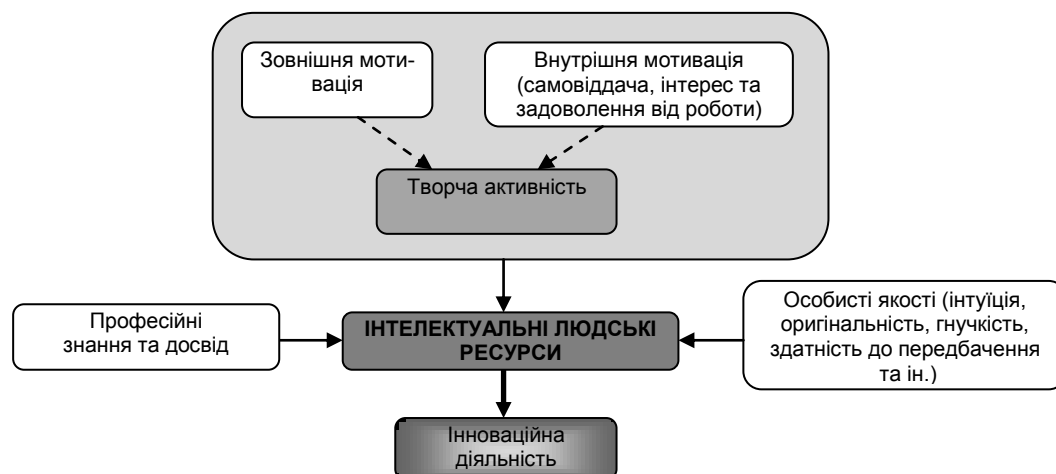 Зовнішня моти-
вація
Внутрішня мотивація
(самовіддача, інтерес та
задоволення від роботи)
Творча активність
Професійні
знання та досвід
ІНТЕЛЕКТУАЛЬНІ ЛЮДСЬКІ
РЕСУРСИ
Особисті якості (інтуїція,
оригінальність, гнучкість,
здатність до передбачення
та ін.)
Інноваційна
діяльність